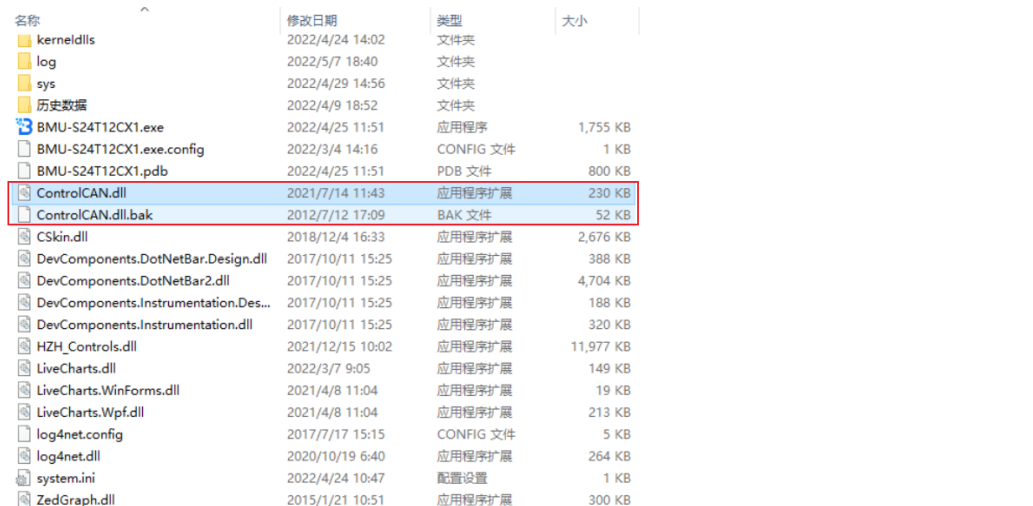 名称 修改日期 类型 大小
kerneldlls 2022/4/24 14:02 文件夹
log 2022/5/7 18:40 文件夹
sys 2022/4/29 14:56 文件夹
历史数据 2022/4/9 18:52 文件夹
BMU-S24T12CX1.exe 2022/4/25 11:51 应用程序 1,755 KB
BMU-S24T12CX1.exe.config 2022/3/4 14:16 CONFIG 文件 1 KB
BMU-S24T12CX1.pdb 2022/4/25 11:51 PDB 文件 800 KB
ControlCAN.dll 2021/7/14 11:43 应用程序扩展 230 KB
ControlCAN.dll.bak 2012/7/12 17:09 BAK 文件 52 KB
CSkin.dll 2018/12/4 16:33 应用程序扩展 2,676 KB
DevComponents.DotNetBar.Design.dll 2017/10/11 15:25 应用程序扩展 388 KB
DevComponents.DotNetBar2.dll 2017/10/11 15:25 应用程序扩展 4,704 KB
DevComponents.Instrumentation.Des... 2017/10/11 15:25 应用程序扩展 188 KB
DevComponents.Instrumentation.dll 2017/10/11 15:25 应用程序扩展 320 KB
HZH_Controls.dll 2021/12/15 10:02 应用程序扩展 11,977 KB
LiveCharts.dll 2022/3/7 9:05 应用程序扩展 149 KB
LiveCharts.WinForms.dll 2021/4/8 11:04 应用程序扩展 19 KB
LiveCharts.Wpf.dll 2021/4/8 11:04 应用程序扩展 213 KB
log4net.config 2017/7/17 15:15 CONFIG 文件 5 KB
log4net.dll 2020/10/19 6:40 应用程序扩展 264 KB
system.ini 2022/4/24 10:47 配置设置 1 KB
ZedGraph.dll 2015/1/21 10:51 应用程序扩展 300 KB